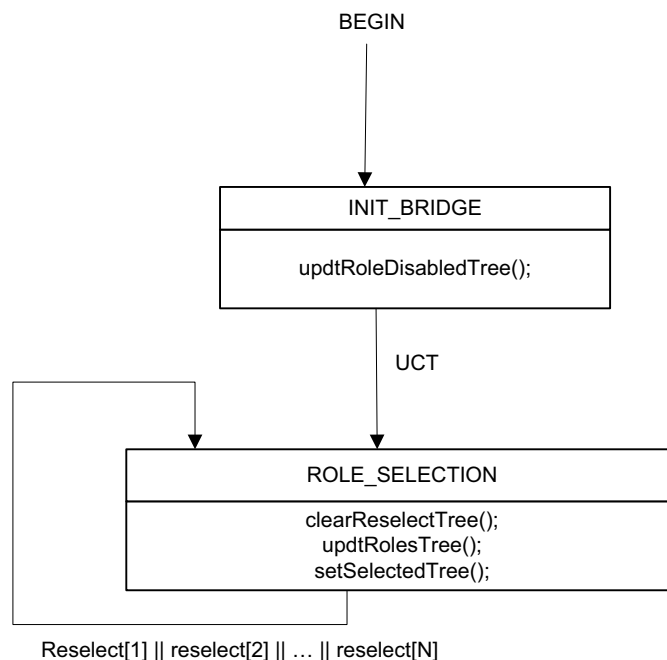 BEGIN
INIT_BRIDGE
updtRoleDisabledTree();
UCT
ROLE_SELECTION
clearReselectTree();
updtRolesTree();
setSelectedTree();
Reselect[1] || reselect[2] || … || reselect[N]